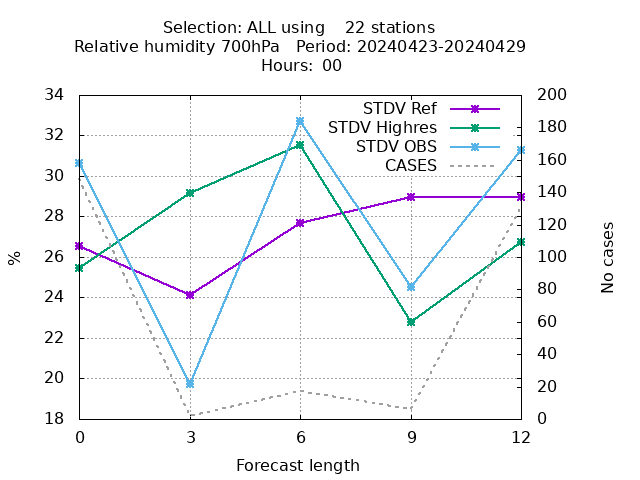 Selection: ALL using    22 stations
Relative humidity 700hPa   Period: 20240423-20240429
Hours: 00
34
32
30
28
26
24
22
20
18
%
STDV Ref
STDV Highres
STDV OBS
CASES
200
180
160
140
120
100
80
60
40
20
0
No cases
0 3 6 9 12
Forecast length